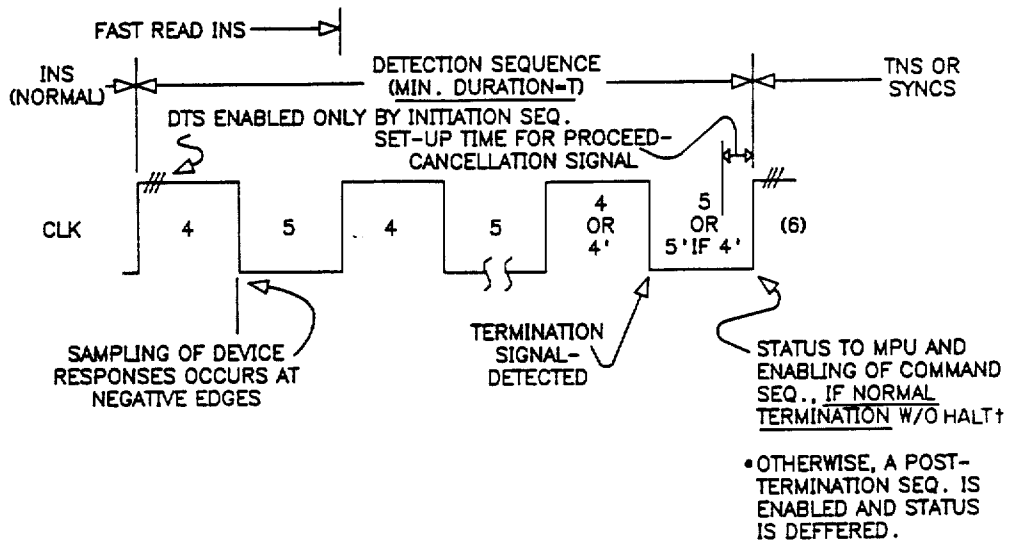 FAST READ INS
INS
(NORMAL)
DETECTION SEQUENCE
(MIN. DURATION=T)
TNS OR
SYNCS
DTS ENABLED ONLY BY INITIATION SEQ.
SET-UP TIME FOR PROCEED-
CANCELLATION SIGNAL
CLK
4
5
4
5
4
OR
4'
5
OR
5'IF 4'
(6)
SAMPLING OF DEVICE
RESPONSES OCCURS AT
NEGATIVE EDGES
TERMINATION
SIGNAL-
DETECTED
STATUS TO MPU AND
ENABLING OF COMMAND
SEQ., IF NORMAL
TERMINATION W/O HALT†
•OTHERWISE, A POST-
TERMINATION SEQ. IS
ENABLED AND STATUS
IS DEFFERED.